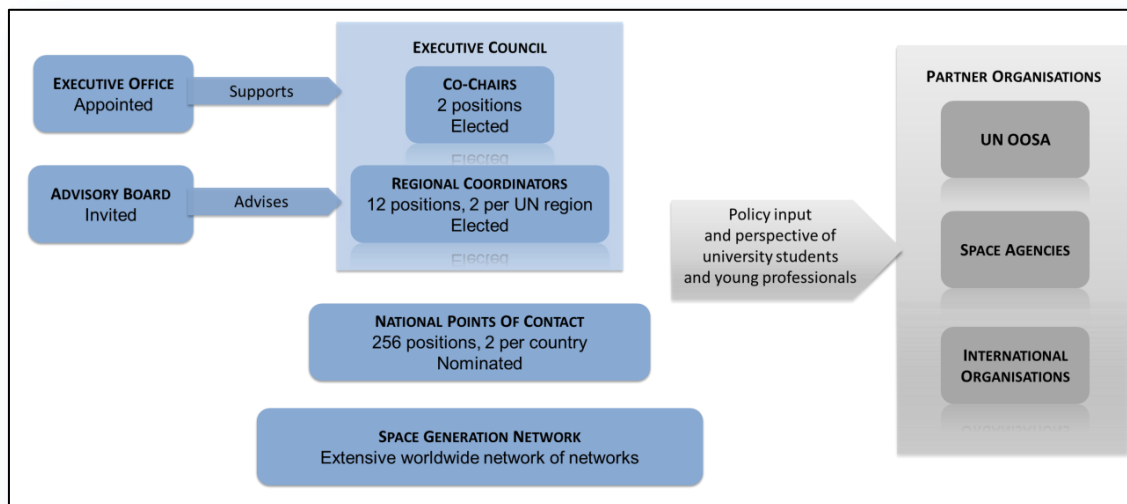 EXECUTIVE OFFICE
Appointed
Supports
ADVISORY BOARD
Invited
Advises
EXECUTIVE COUNCIL
CO-CHAIRS
2 positions
Elected
REGIONAL COORDINATORS
12 positions, 2 per UN region
Elected
NATIONAL POINTS OF CONTACT
256 positions, 2 per country
Nominated
SPACE GENERATION NETWORK
Extensive worldwide network of networks
Policy input
and perspective of
university students
and young professionals
PARTNER ORGANISATIONS
UN OOSA
SPACE AGENCIES
INTERNATIONAL
ORGANISATIONS